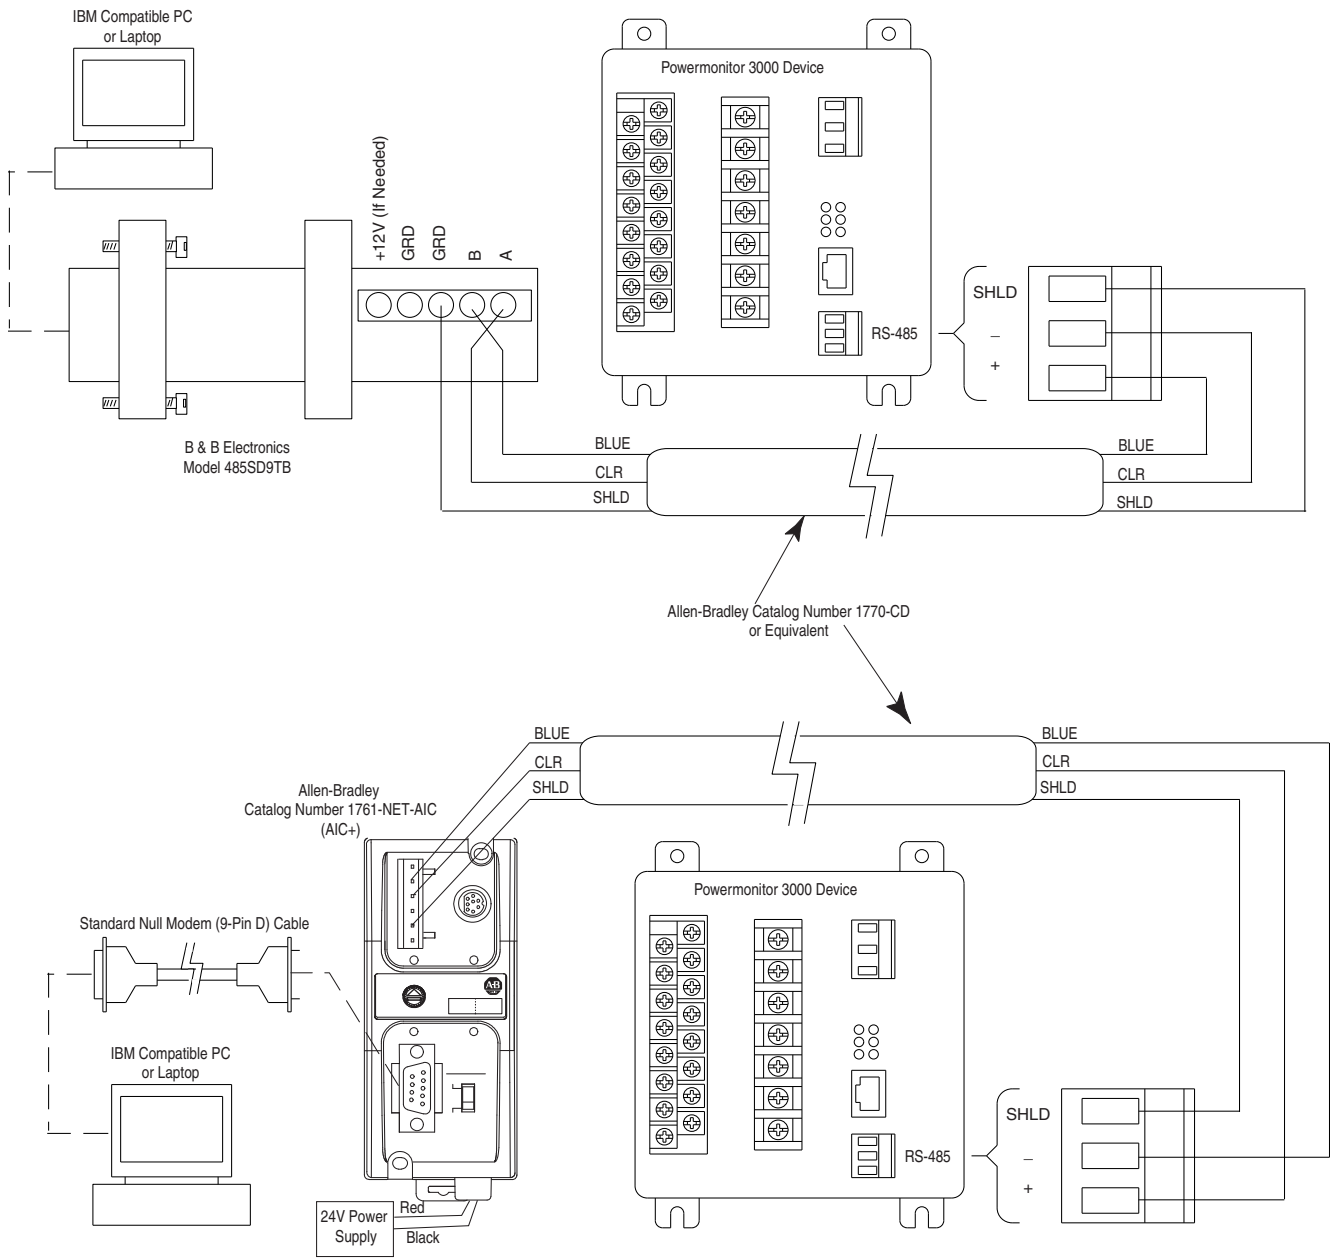 IBM Compatible PC
or Laptop
Powermonitor 3000 Device
+12V (If Needed)
GRD
GRD
B
A
RS-485
SHLD
–
+
B & B Electronics
Model 485SD9TB
BLUE
CLR
SHLD
BLUE
CLR
SHLD
Allen-Bradley Catalog Number 1770-CD
or Equivalent
BLUE
CLR
SHLD
BLUE
CLR
SHLD
Allen-Bradley
Catalog Number 1761-NET-AIC
(AIC+)
Powermonitor 3000 Device
Standard Null Modem (9-Pin D) Cable
A-B
IBM Compatible PC
or Laptop
RS-485
SHLD
–
+
24V Power
Supply
Red
Black